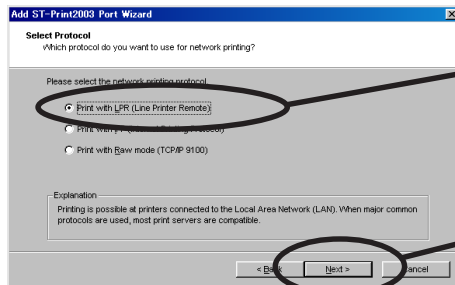 Add ST-Print2003 Port Wizard
Select Protocol
Which protocol do you want to use for network printing?
Please select the network printing protocol.
Print with LPR (Line Printer Remote)
Print with Printing Protocol)
Print with Raw mode (TCP/IP 9100)
Explanation
Printing is possible at printers connected to the Local Area Network (LAN). When major common
protocols are used, most print servers are compatible.
< Back
Next >
Cancel